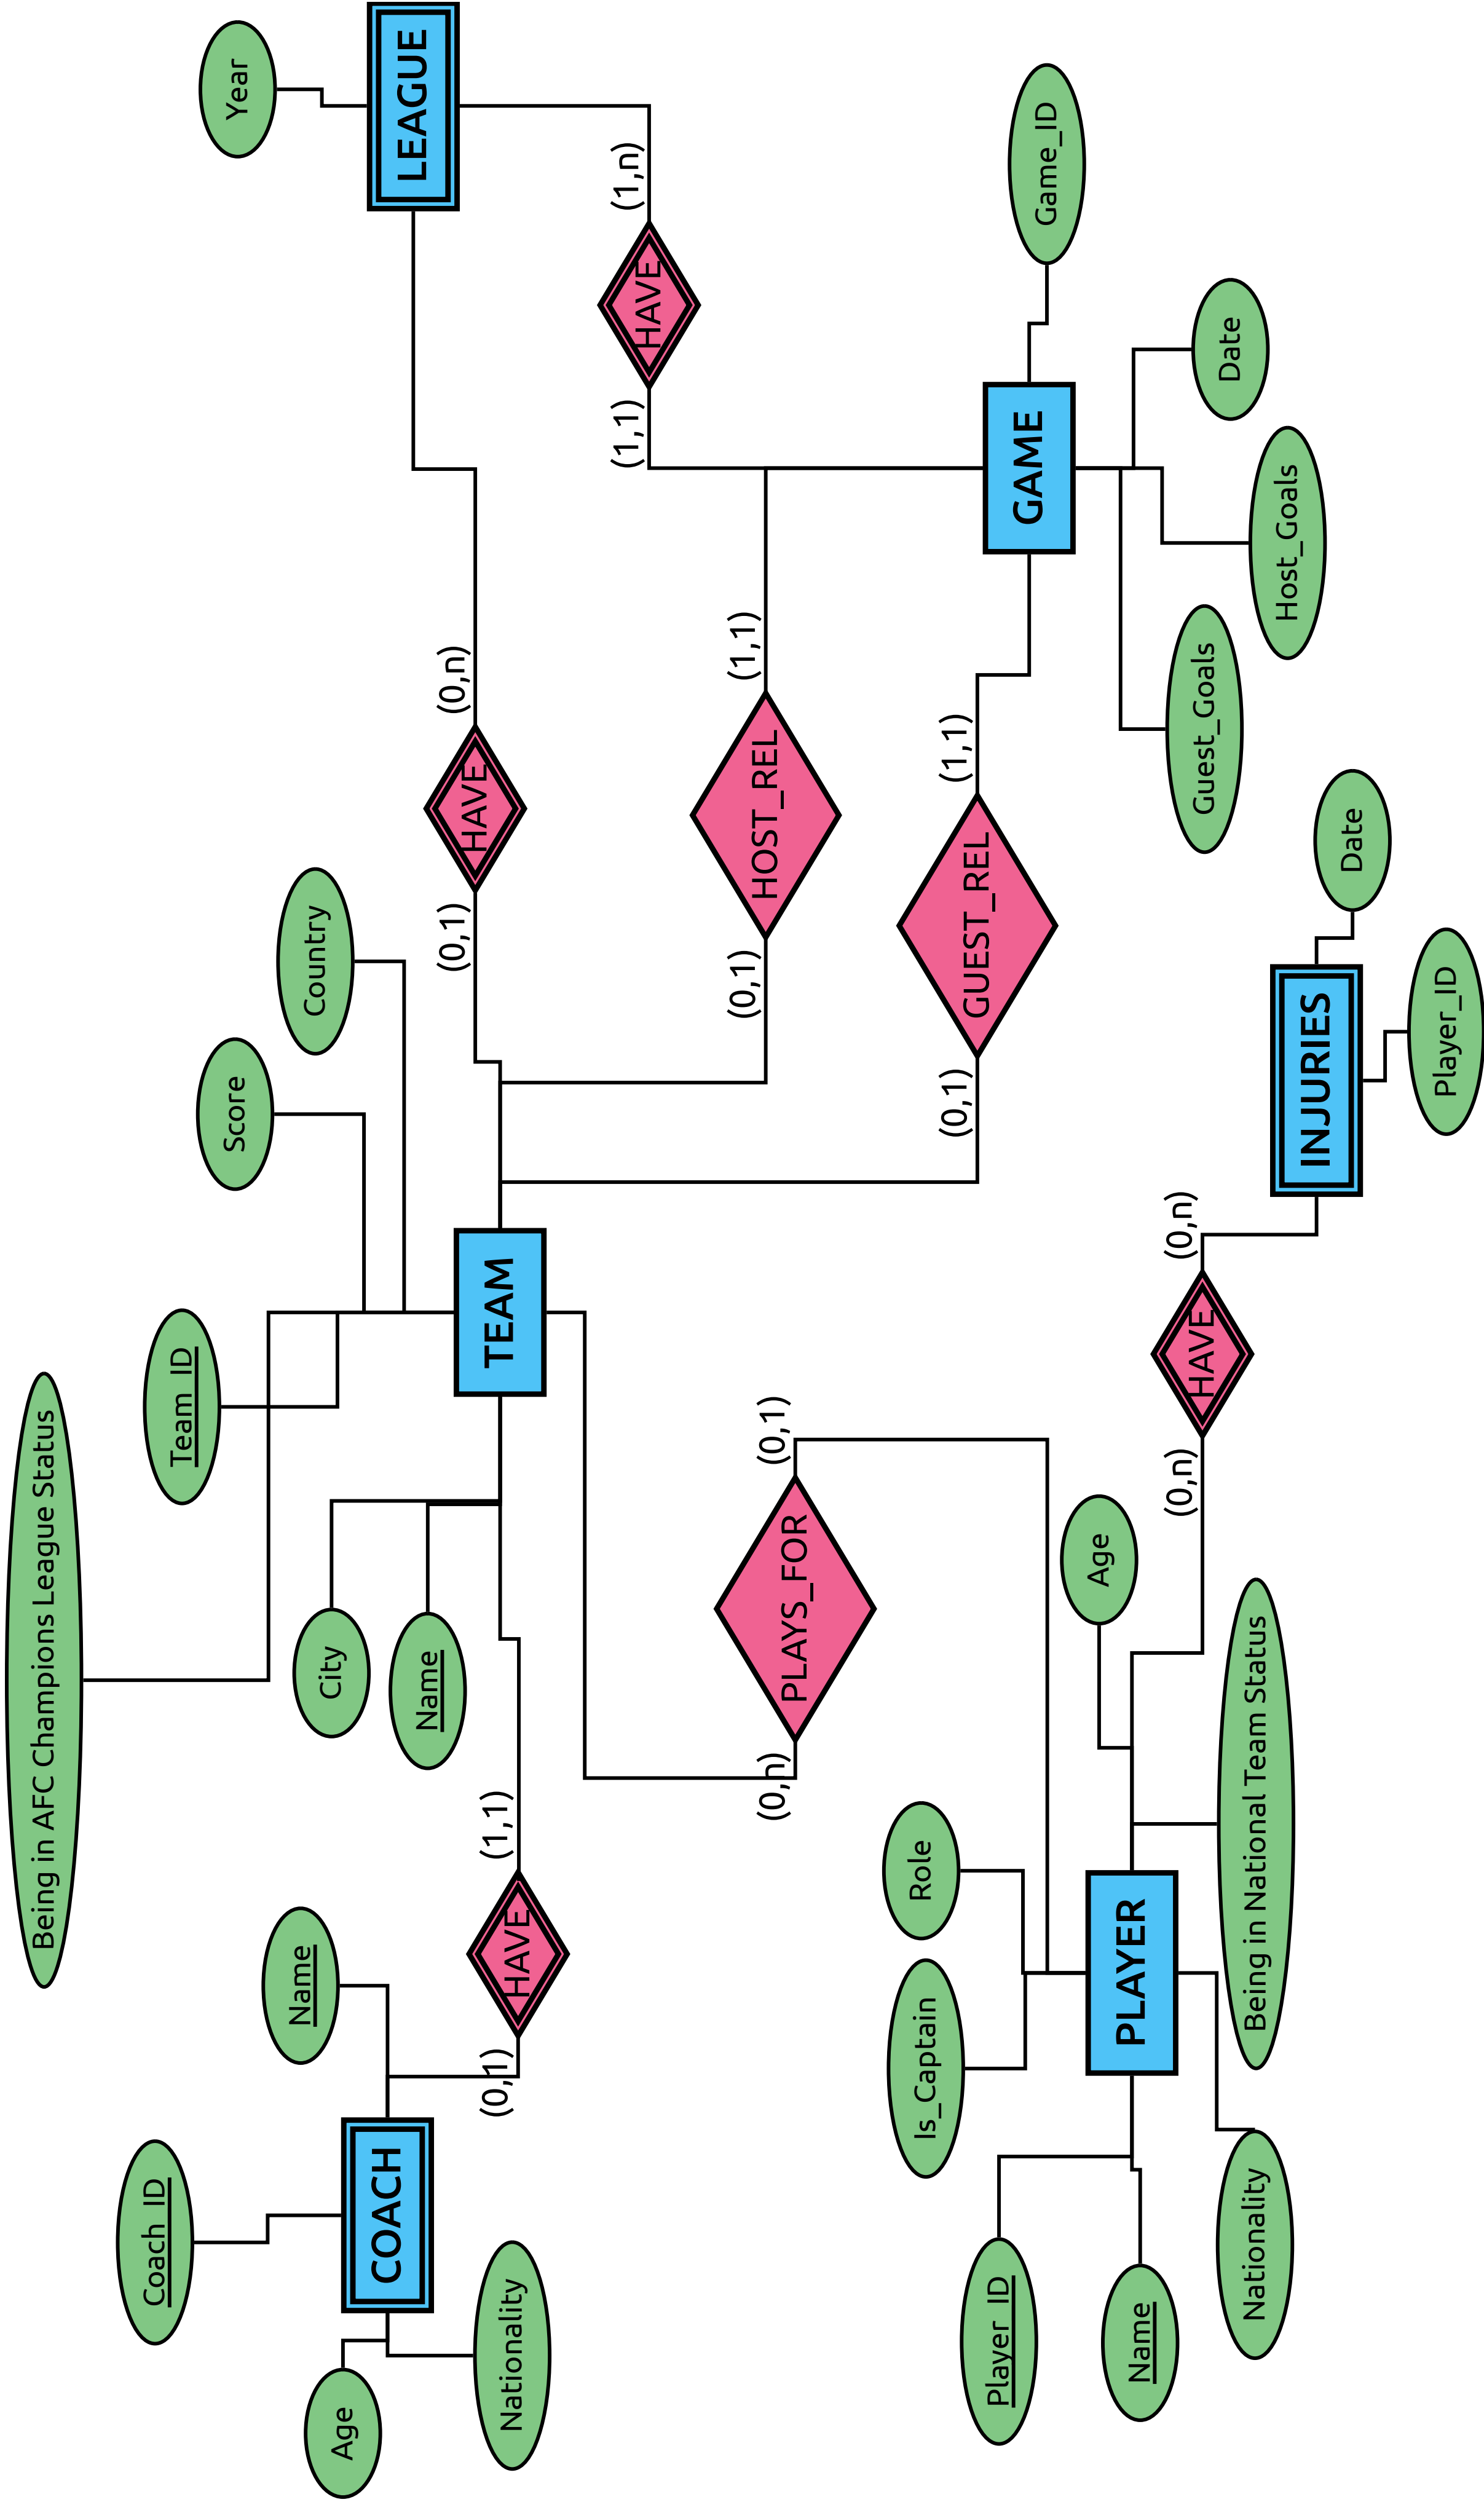 Being in AFC Champions League Status
Coach_ID
Team_ID
Score
Year
Name
Country
City
Age
COACH
LEAGUE
Name
(0,1)
(0,n)
HAVE
(0,1)
(1,1)
TEAM
Nationality
HAVE
(1,1)
(1,n)
HAVE
(0,1)
(1,1)
HOST_REL
(0,n)
(0,1)
PLAYS_FOR
Role
Is_Captain
(0,1)
(1,1)
GUEST_REL
Player_ID
GAME
Game_ID
Age
PLAYER
Name
(0,n)
(0,n)
HAVE
Guest_Goals
Date
Nationality
Being in National Team Status
Host_Goals
INJURIES
Date
Player_ID